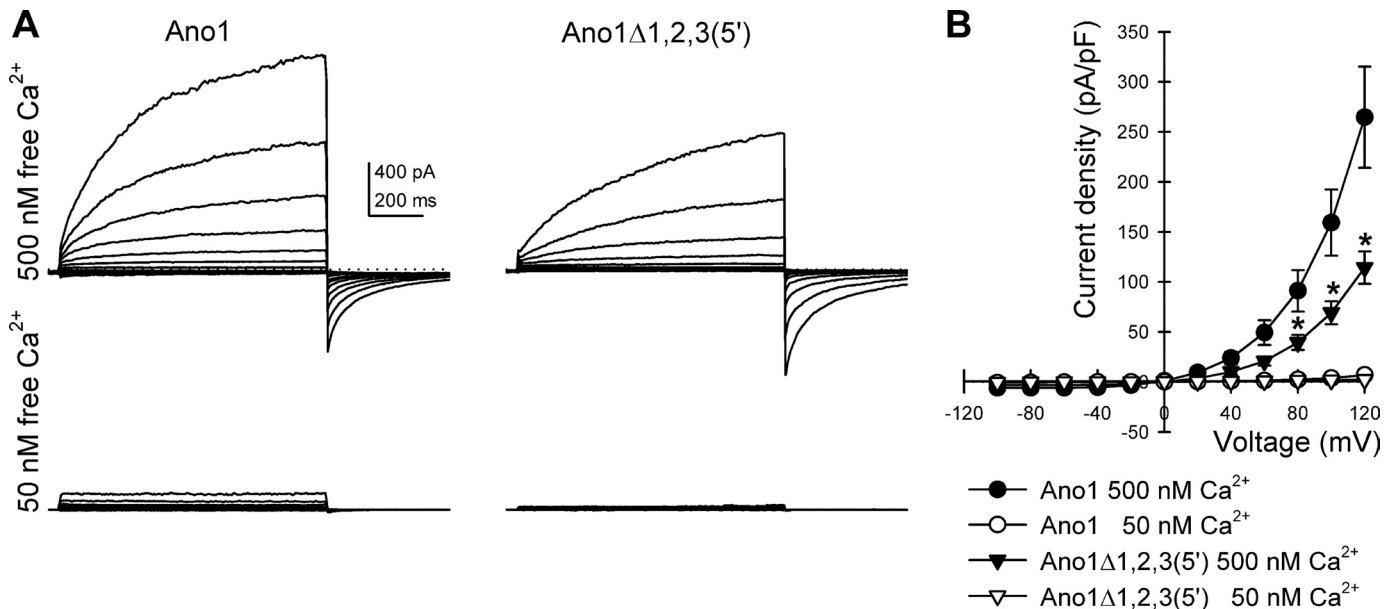 A
Ano1
Ano1Δ1,2,3(5')
500 nM free Ca²⁺
400 pA
200 ms
50 nM free Ca²⁺
B
Current density (pA/pF)
350
300
250
200
150
100
50
0
-50
-120
-80
-40
0
40
80
120
*
*
*
Voltage (mV)
Ano1 500 nM Ca²⁺
Ano1 50 nM Ca²⁺
Ano1Δ1,2,3(5') 500 nM Ca²⁺
Ano1Δ1,2,3(5') 50 nM Ca²⁺